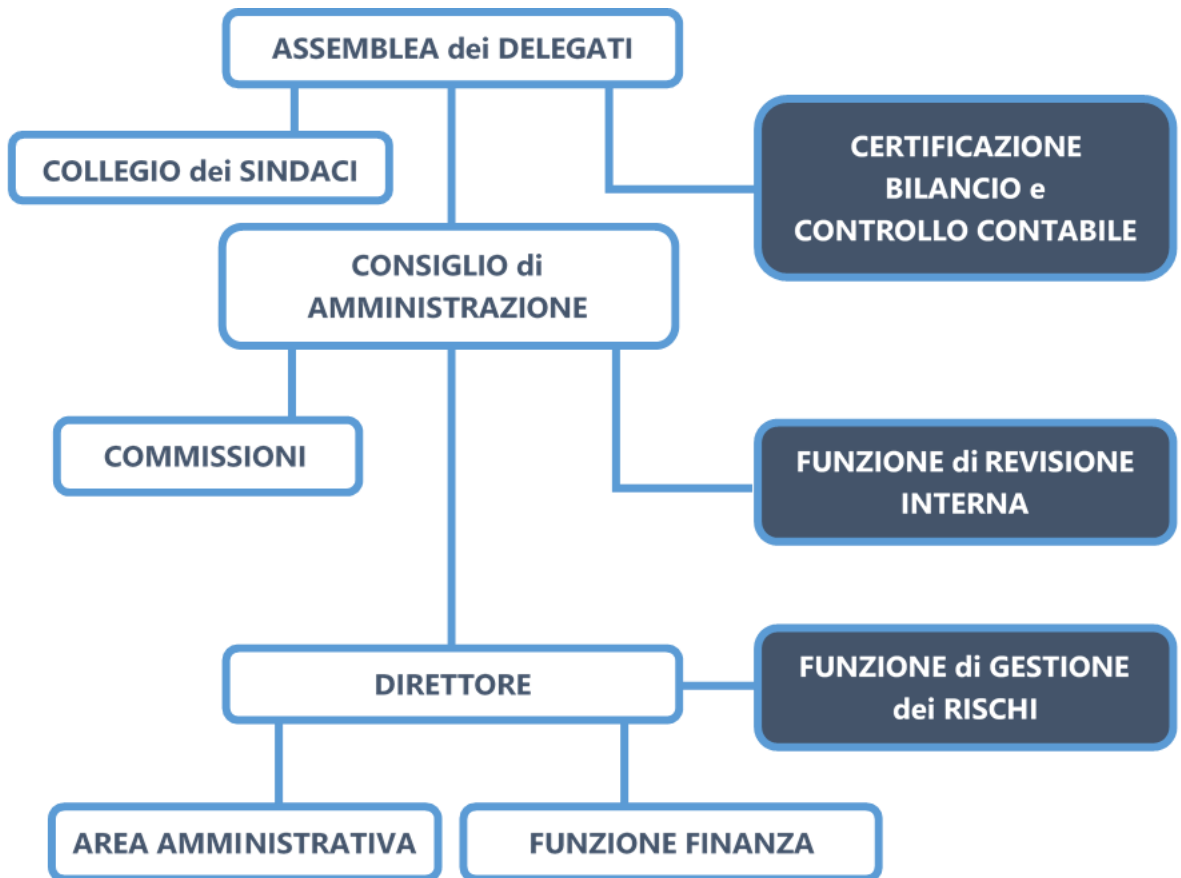 ASSEMBLEA dei DELEGATI
COLLEGIO dei SINDACI
CERTIFICAZIONE
BILANCIO e
CONTROLLO CONTABILE
CONSIGLIO di
AMMINISTRAZIONE
COMMISSIONI
FUNZIONE di REVISIONE
INTERNA
DIRETTORE
FUNZIONE di GESTIONE
dei RISCHI
AREA AMMINISTRATIVA
FUNZIONE FINANZA